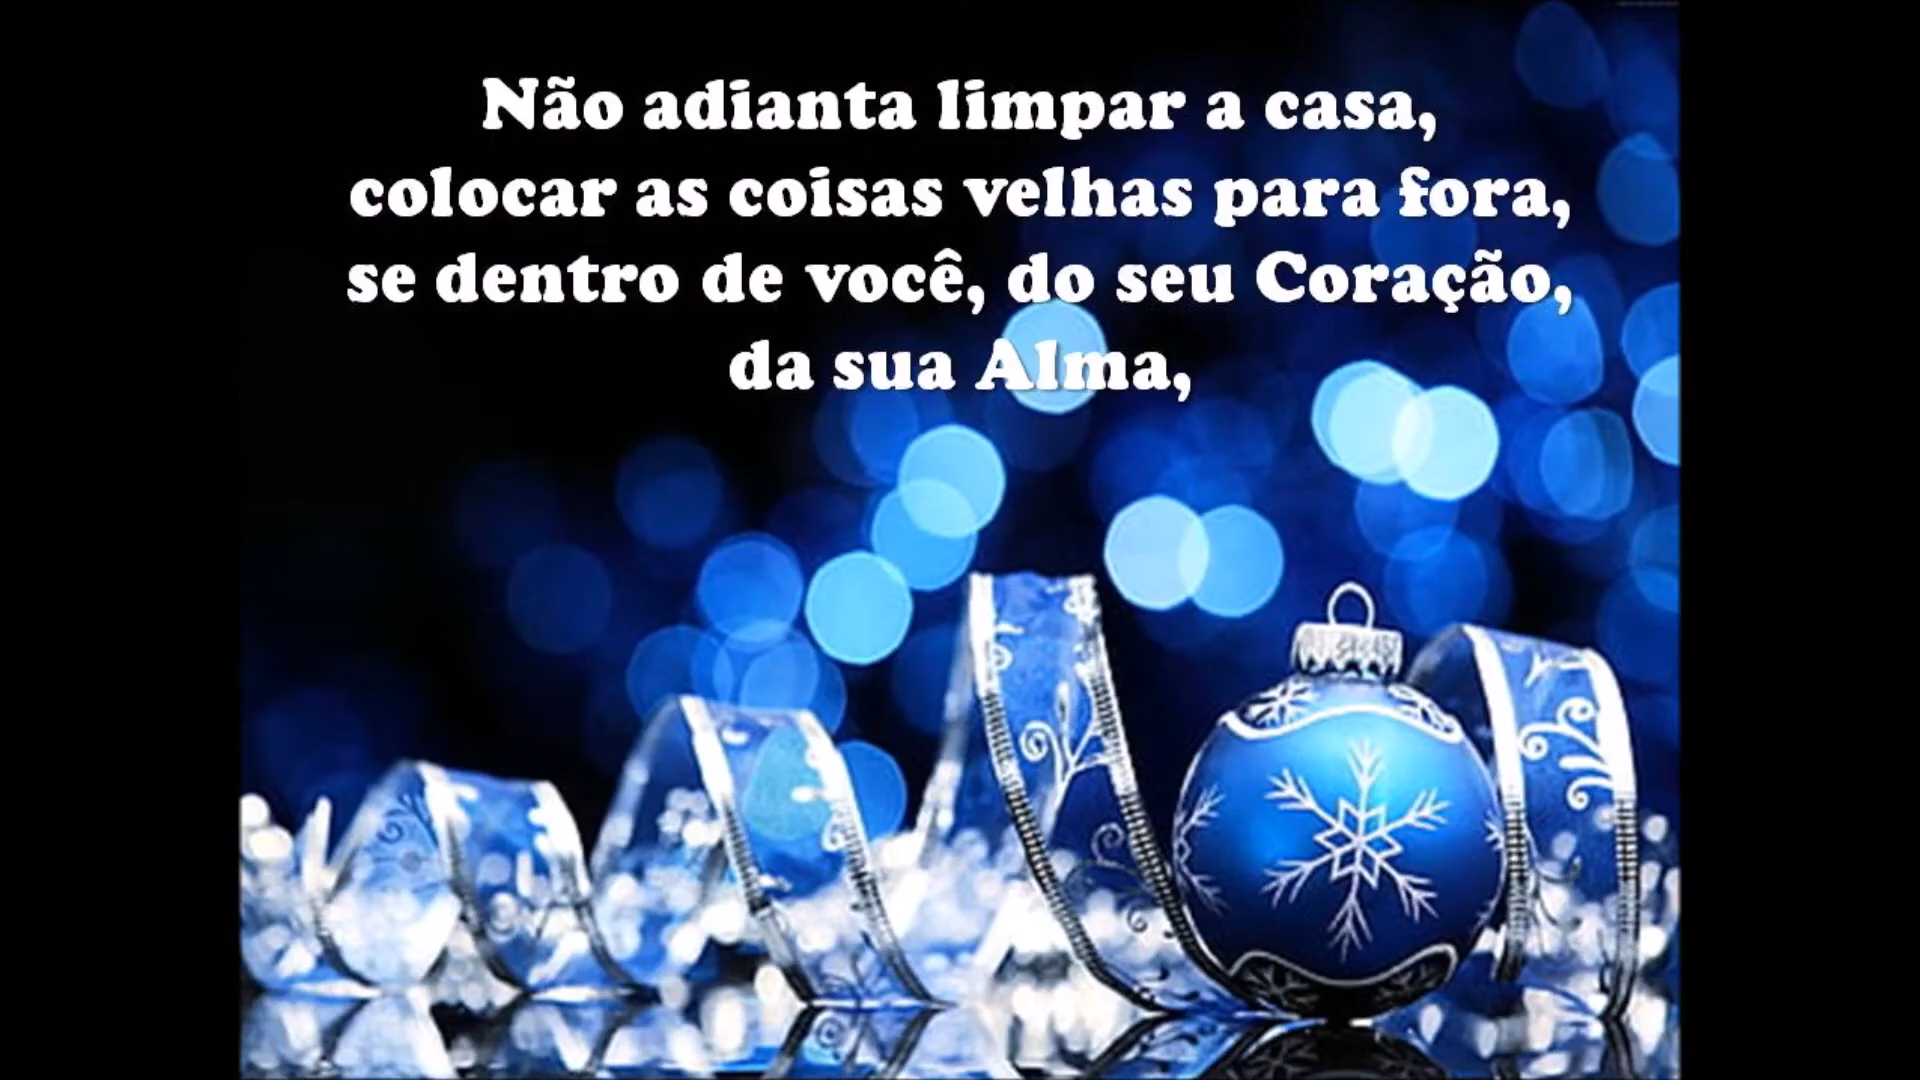 Não adianta limpar a casa,
colocar as coisas velhas para fora,
se dentro de você, do seu Coração,
da sua Alma,